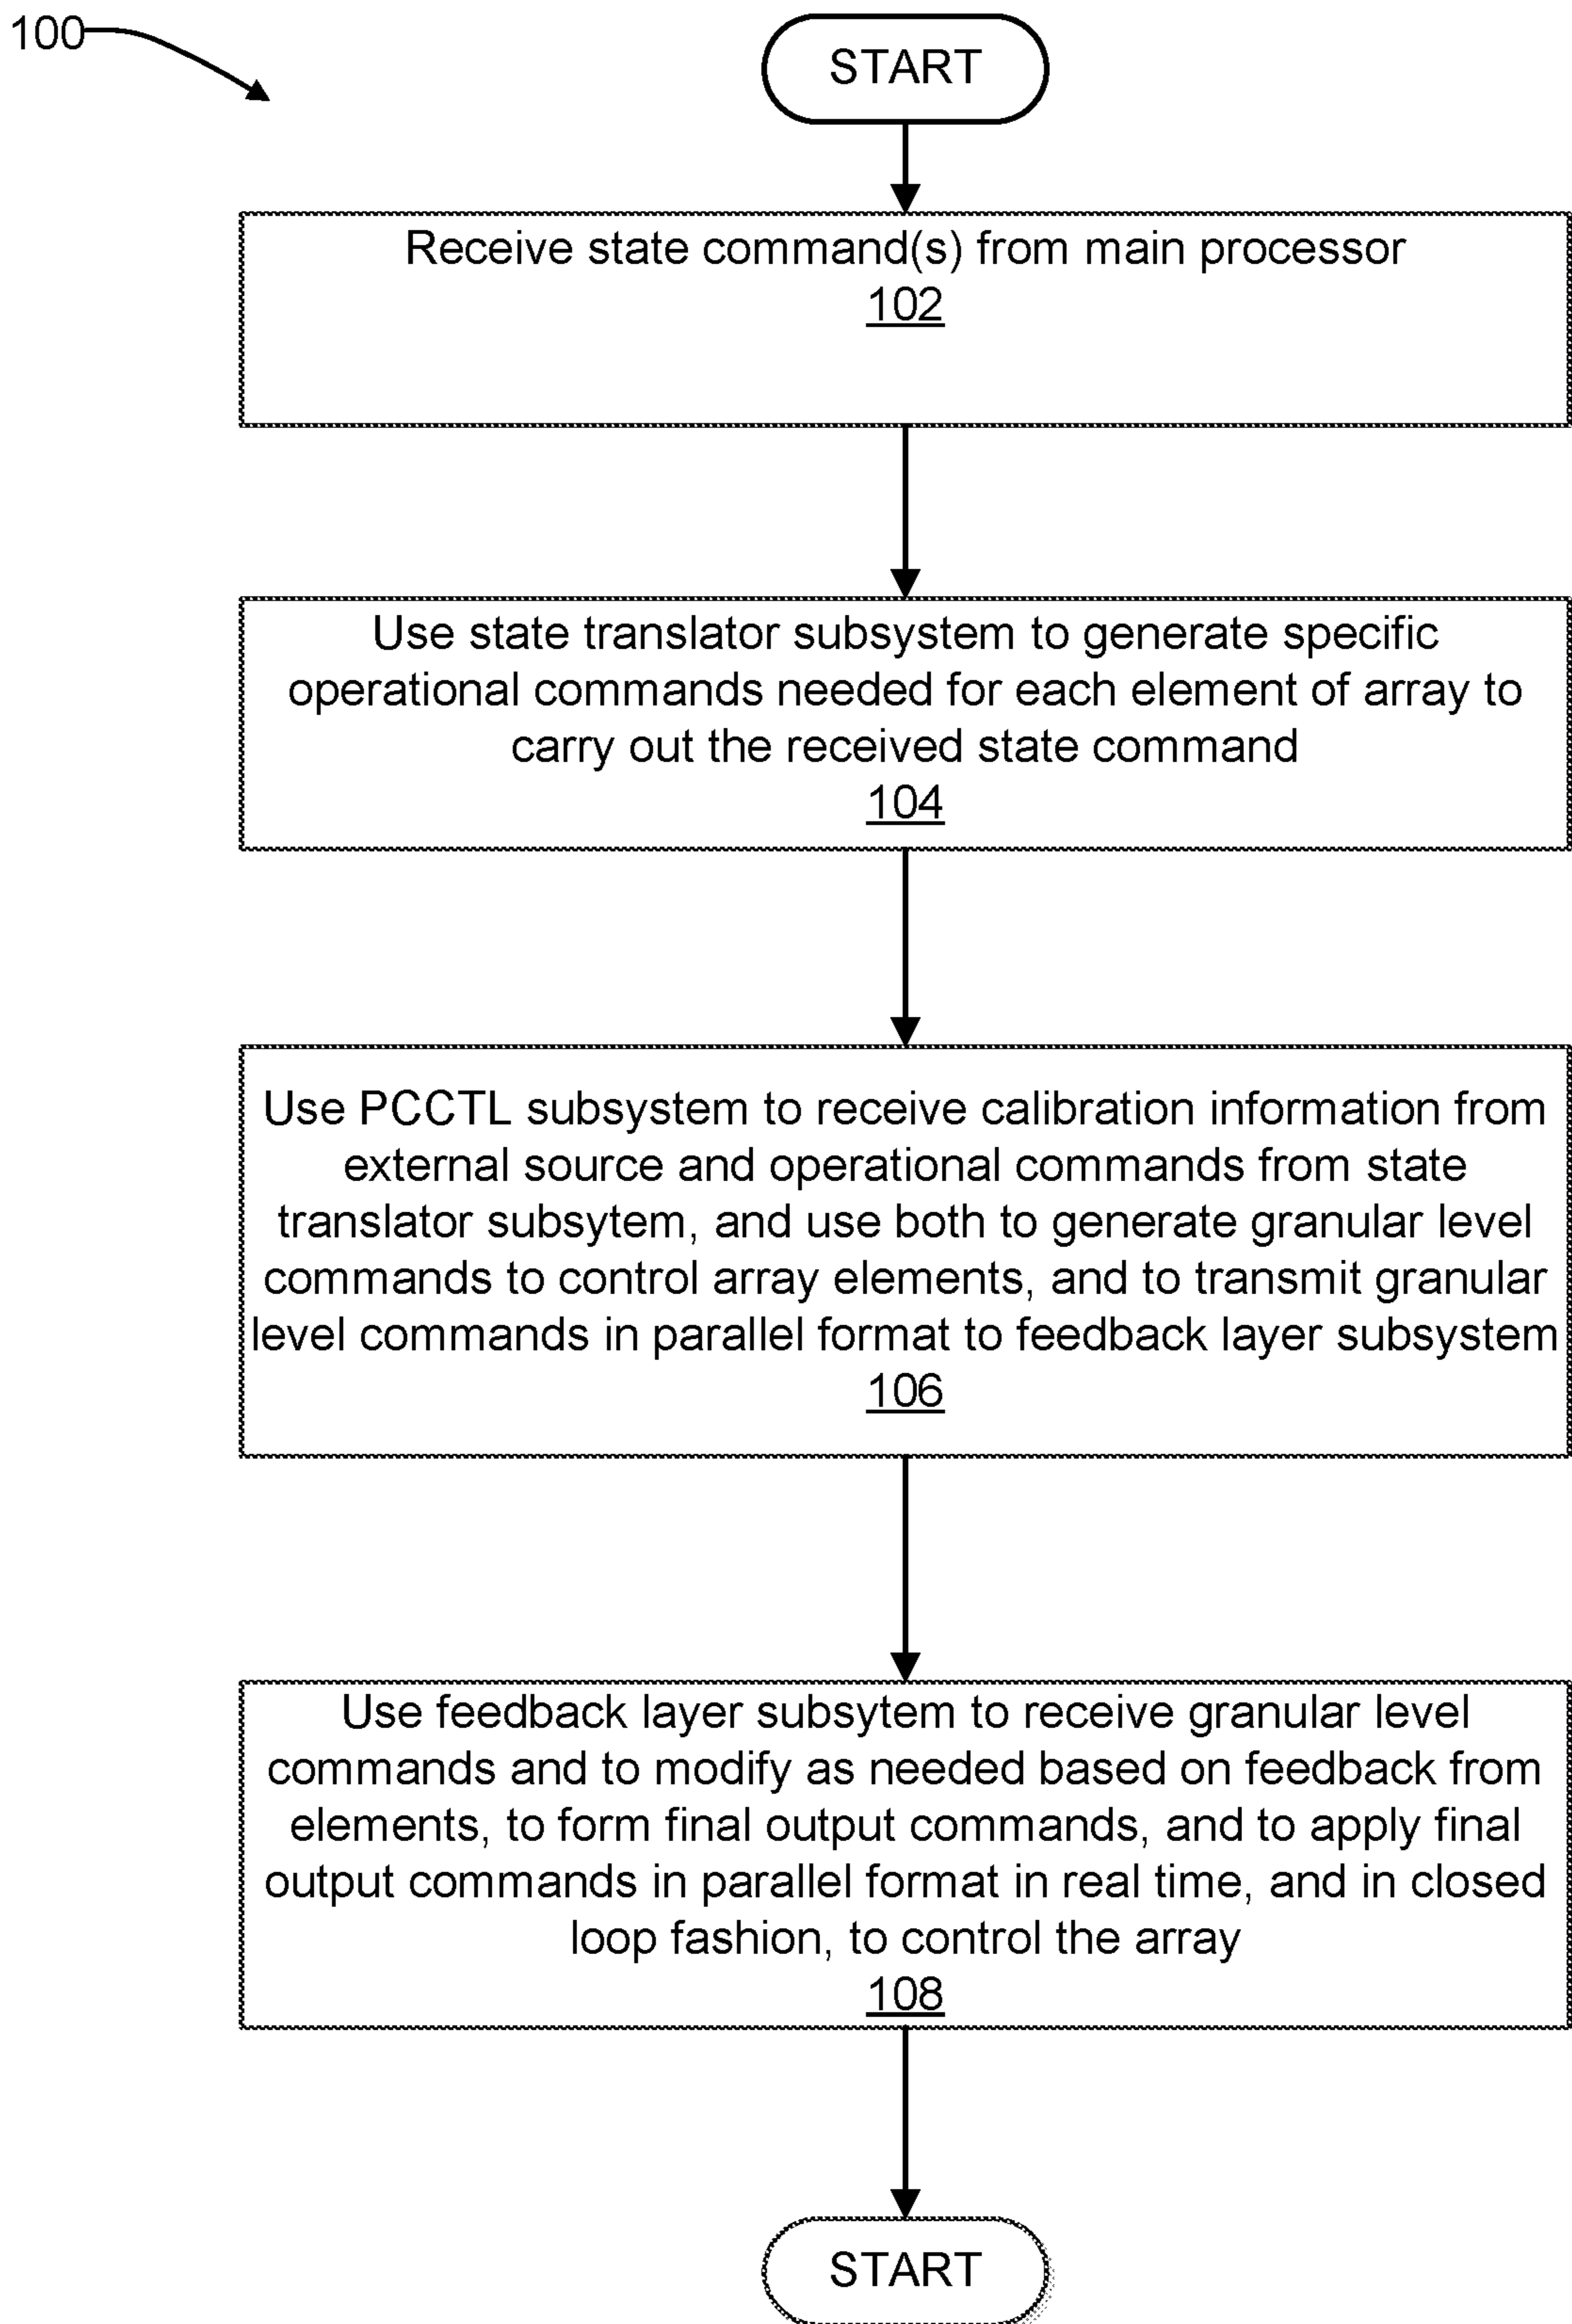 100
START
Receive state command(s) from main processor
102
Use state translator subsystem to generate specific
operational commands needed for each element of array to
carry out the received state command
104
Use PCCTL subsystem to receive calibration information from
external source and operational commands from state
translator subsytem, and use both to generate granular level
commands to control array elements, and to transmit granular
level commands in parallel format to feedback layer subsystem
106
Use feedback layer subsytem to receive granular level
commands and to modify as needed based on feedback from
elements, to form final output commands, and to apply final
output commands in parallel format in real time, and in closed
loop fashion, to control the array
108
START